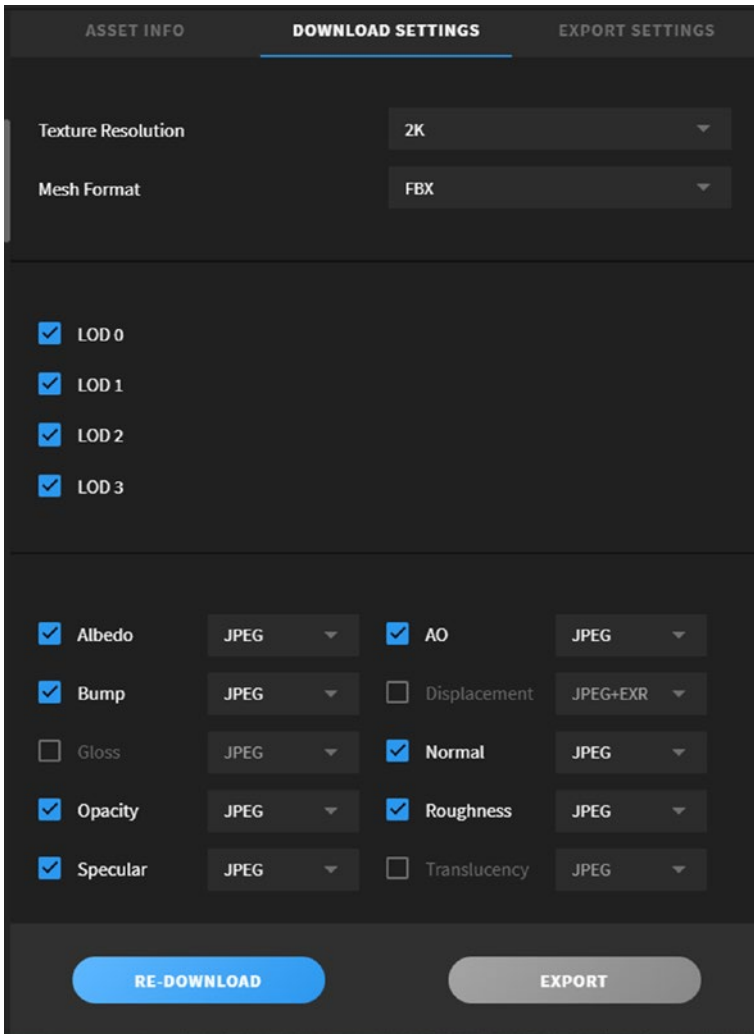 ASSET INFO DOWNLOAD SETTINGS EXPORT SETTINGS
Texture Resolution 2K
Mesh Format FBX
LOD 0
LOD 1
LOD 2
LOD 3
Albedo JPEG AO JPEG
Bump JPEG Displacement JPEG+EXR
Gloss JPEG Normal JPEG
Opacity JPEG Roughness JPEG
Specular JPEG Translucency JPEG
RE-DOWNLOAD EXPORT